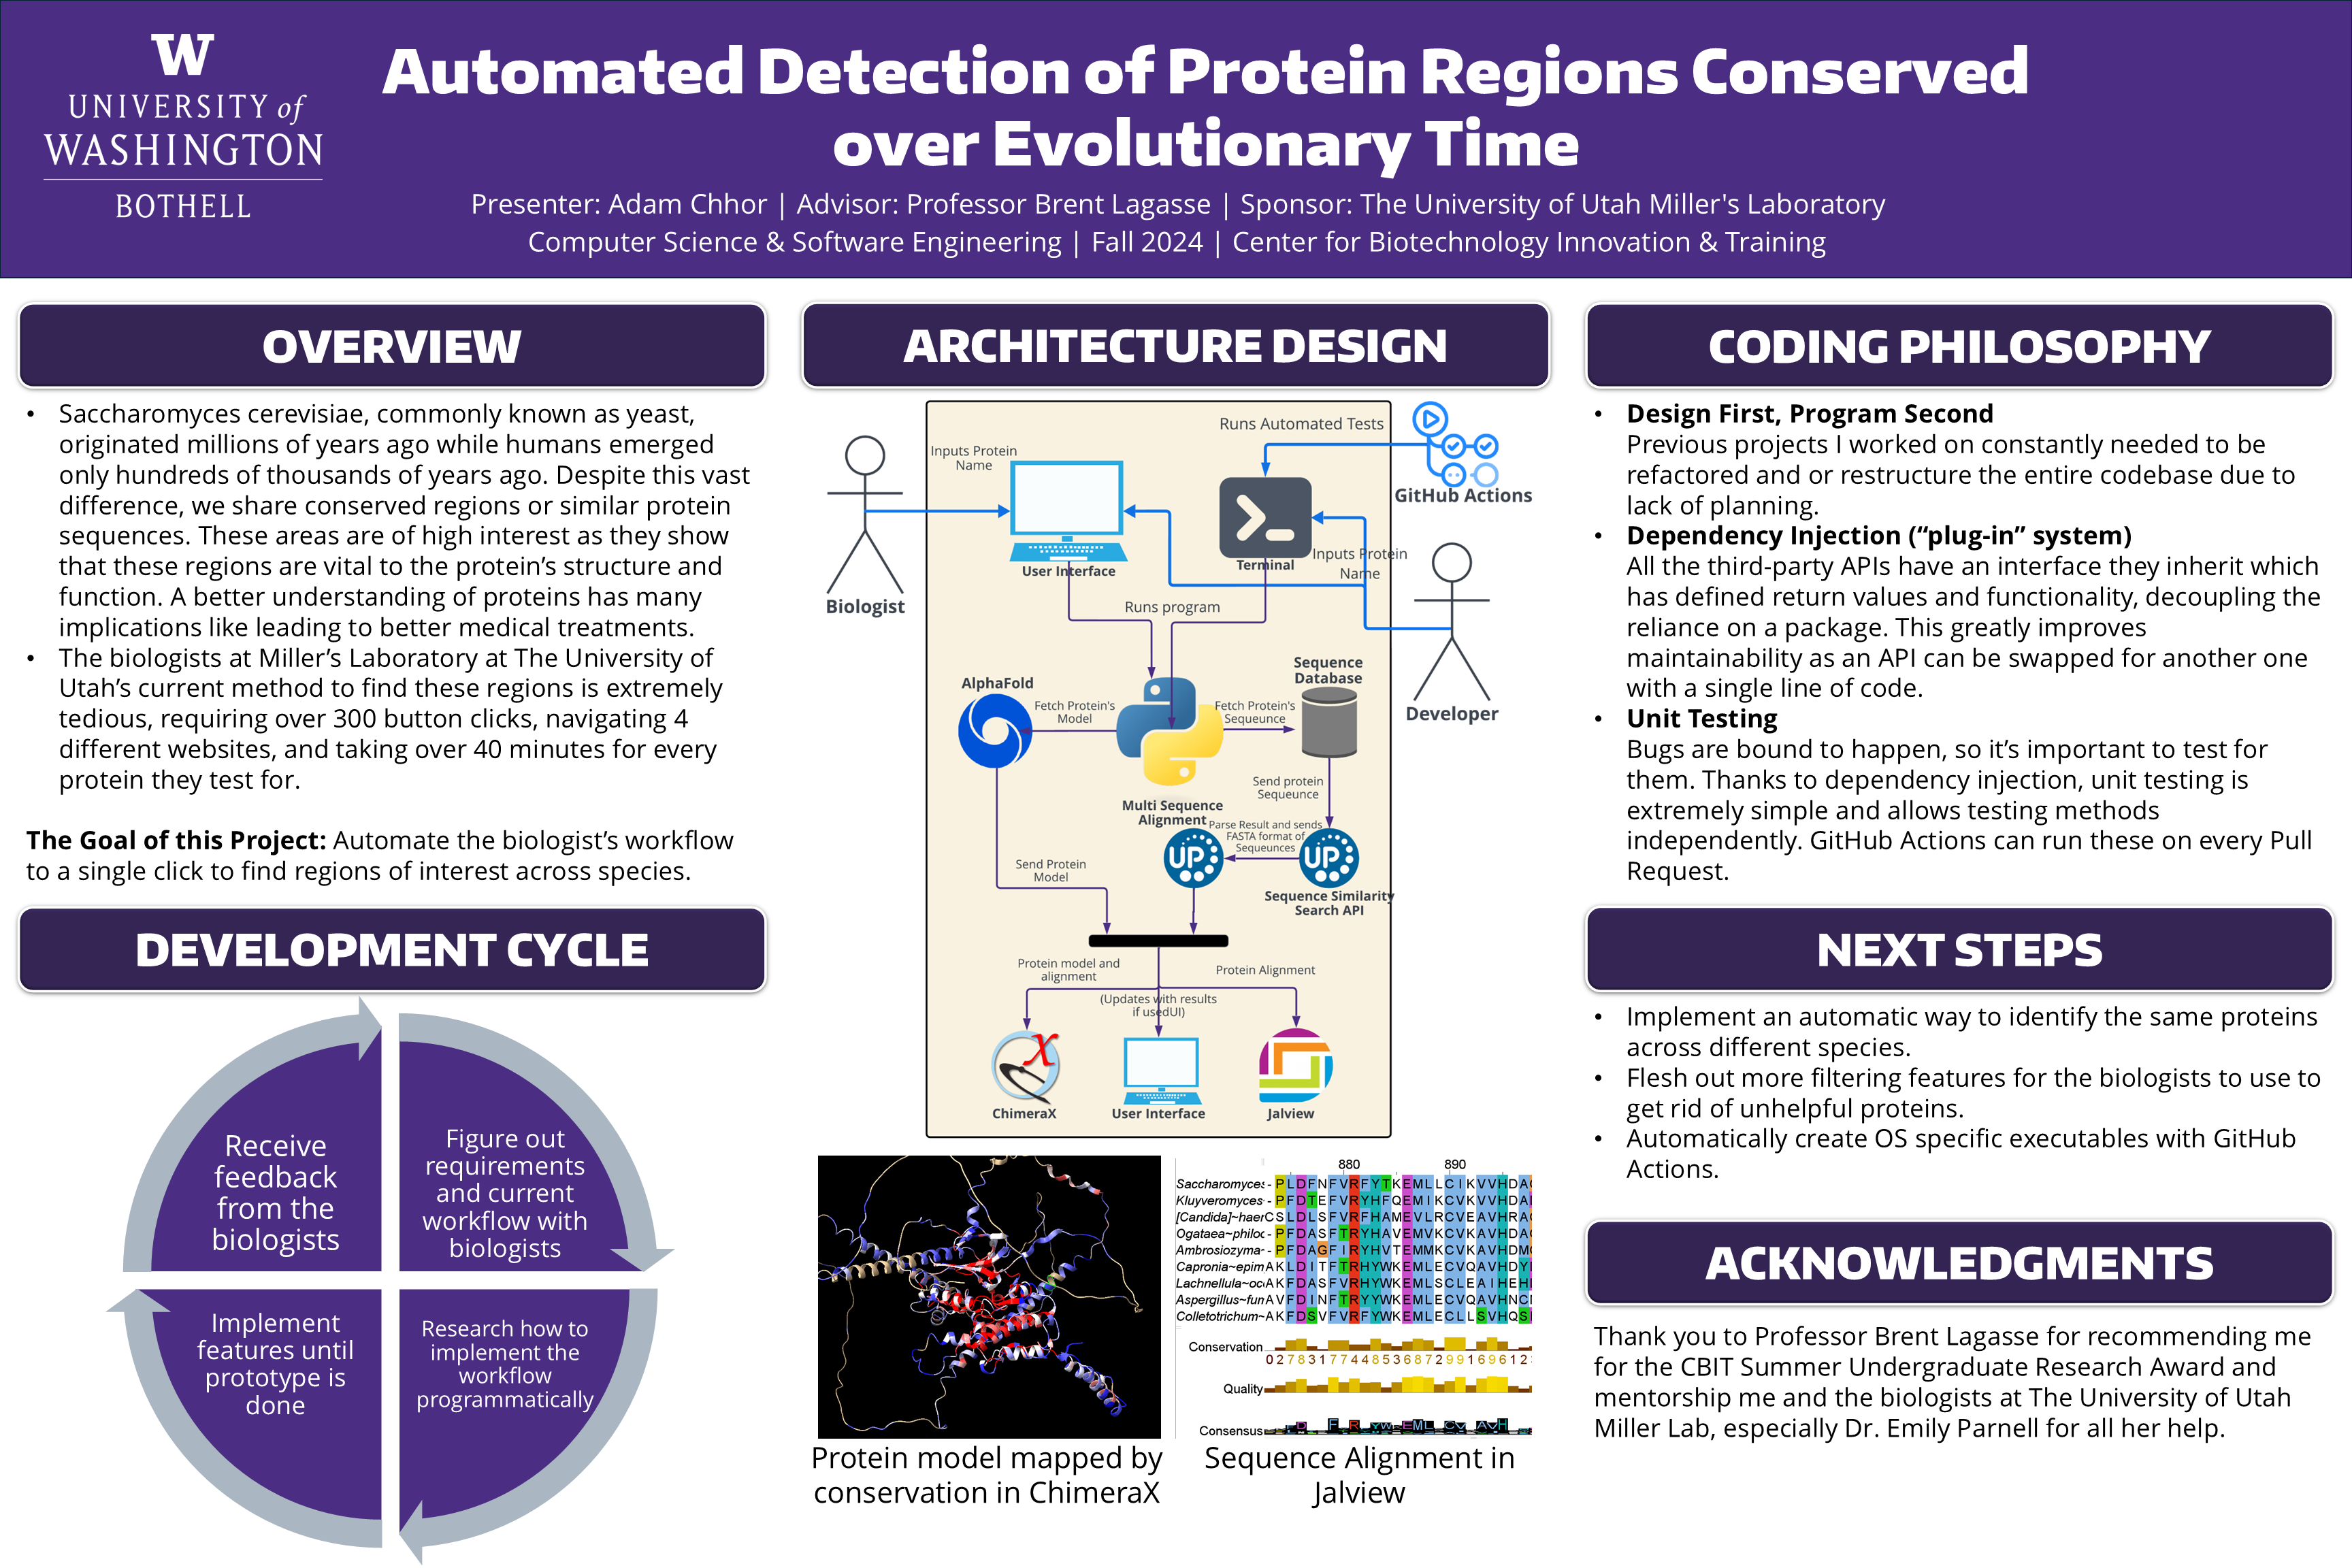 W
UNIVERSITY of
WASHINGTON
BOTHELL
Automated Detection of Protein Regions Conserved
over Evolutionary Time
Presenter: Adam Chhor | Advisor: Professor Brent Lagasse | Sponsor: The University of Utah Miller's Laboratory
Computer Science & Software Engineering | Fall 2024 | Center for Biotechnology Innovation & Training
OVERVIEW
• Saccharomyces cerevisiae, commonly known as yeast,
originated millions of years ago while humans emerged
only hundreds of thousands of years ago. Despite this vast
difference, we share conserved regions or similar protein
sequences. These areas are of high interest as they show
that these regions are vital to the protein’s structure and
function. A better understanding of proteins has many
implications like leading to better medical treatments.
• The biologists at Miller’s Laboratory at The University of
Utah’s current method to find these regions is extremely
tedious, requiring over 300 button clicks, navigating 4
different websites, and taking over 40 minutes for every
protein they test for.
The Goal of this Project: Automate the biologist’s workflow
to a single click to find regions of interest across species.
DEVELOPMENT CYCLE
Receive
feedback
from the
biologists
Figure out
requirements
and current
workflow with
biologists
Implement
features until
prototype is
done
Research how to
implement the
workflow
programmatically
ARCHITECTURE DESIGN
Runs Automated Tests
Inputs Protein
Name
GitHub Actions
User Interface
Terminal
Inputs Protein
Name
Biologist
Runs program
Developer
AlphaFold
Fetch Protein's
Model
Fetch Protein's
Sequeunce
Sequence
Database
Send protein
Sequeunce
Multi Sequence
Alignment
Parse Result and sends
FASTA format of
Sequeunces
UP
UP
Send Protein
Model
Sequence Similarity
Search API
Protein model and
alignment
Protein Alignment
(Updates with results
if usedUI)
X
ChimeraX
User Interface
Jalview
880 890
Saccharomyces - PLDFNFVRFYTKEMLLCIKVVHDA
Kluyveromyces - PFDTEFVRYHFQEMIKCVKVVHDA
[Candida]~haer CSLDLSFVRFHAMEVLRCVEAVHRA
Ogataea~philoc - PFDASFTRYHAVEMVKCVKAVHDA
Ambrosiozyma - PFDAGFIRYHVTEMMKCVKAVHDM
Capronia~epim AKLDITFTRHYWKEMLECVQAVHDY
Lachnellula~oc AKFDASFVRHYWKEMLSCLEAIHEH
Aspergillus~fun AVFDINFTRYYWKEMLECVQAVHNC
Colletotrichum~ AKFDSVFVRFYWKEMLECLLSVHQS
Conservation
0278317744853687299169612
Quality
Consensus
Protein model mapped by
conservation in ChimeraX
Sequence Alignment in
Jalview
CODING PHILOSOPHY
• Design First, Program Second
Previous projects I worked on constantly needed to be
refactored and or restructure the entire codebase due to
lack of planning.
• Dependency Injection (“plug-in” system)
All the third-party APIs have an interface they inherit which
has defined return values and functionality, decoupling the
reliance on a package. This greatly improves
maintainability as an API can be swapped for another one
with a single line of code.
• Unit Testing
Bugs are bound to happen, so it’s important to test for
them. Thanks to dependency injection, unit testing is
extremely simple and allows testing methods
independently. GitHub Actions can run these on every Pull
Request.
NEXT STEPS
• Implement an automatic way to identify the same proteins
across different species.
• Flesh out more filtering features for the biologists to use to
get rid of unhelpful proteins.
• Automatically create OS specific executables with GitHub
Actions.
ACKNOWLEDGMENTS
Thank you to Professor Brent Lagasse for recommending me
for the CBIT Summer Undergraduate Research Award and
mentorship me and the biologists at The University of Utah
Miller Lab, especially Dr. Emily Parnell for all her help.